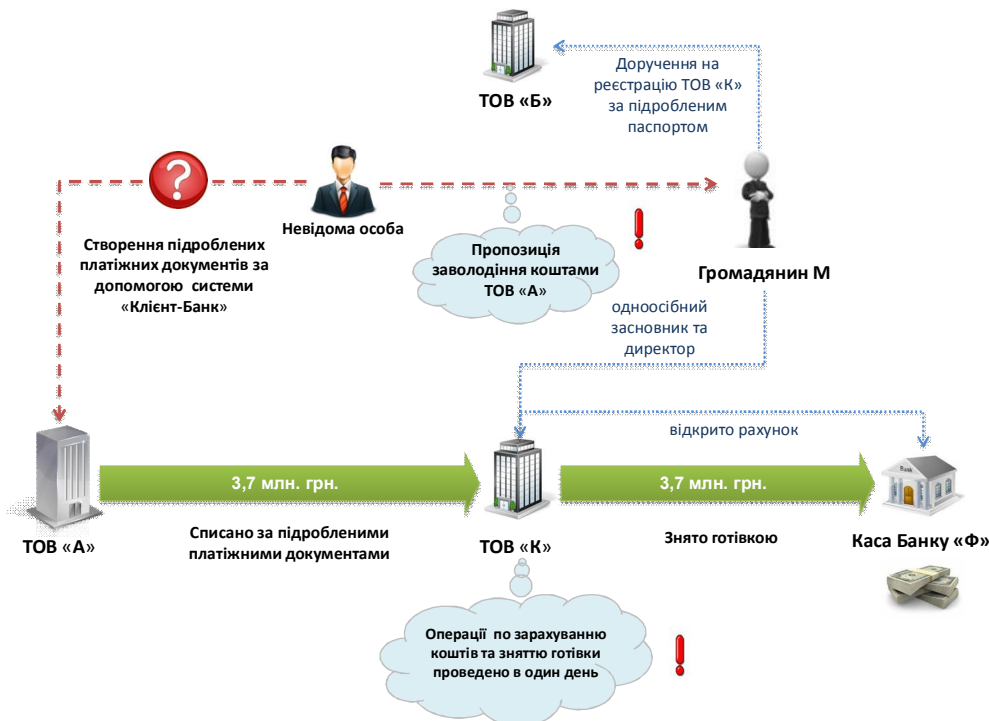 ТОВ «Б»
Доручення на
реєстрацію ТОВ «К»
за підробленим
паспортом
?
Невідома особа
Створення підроблених
платіжних документів за
допомогою системи
«Клієнт-Банк»
Пропозиція
заволодіння коштами
ТОВ «А»
!
Громадянин М
одноосібний
засновник та
директор
відкрито рахунок
3,7 млн. грн.
3,7 млн. грн.
Bank
ТОВ «А»
Списано за підробленими
платіжними документами
ТОВ «К»
Знято готівкою
Каса Банку «Ф»
Операції по зарахуванню
коштів та зняттю готівки
проведено в один день
!